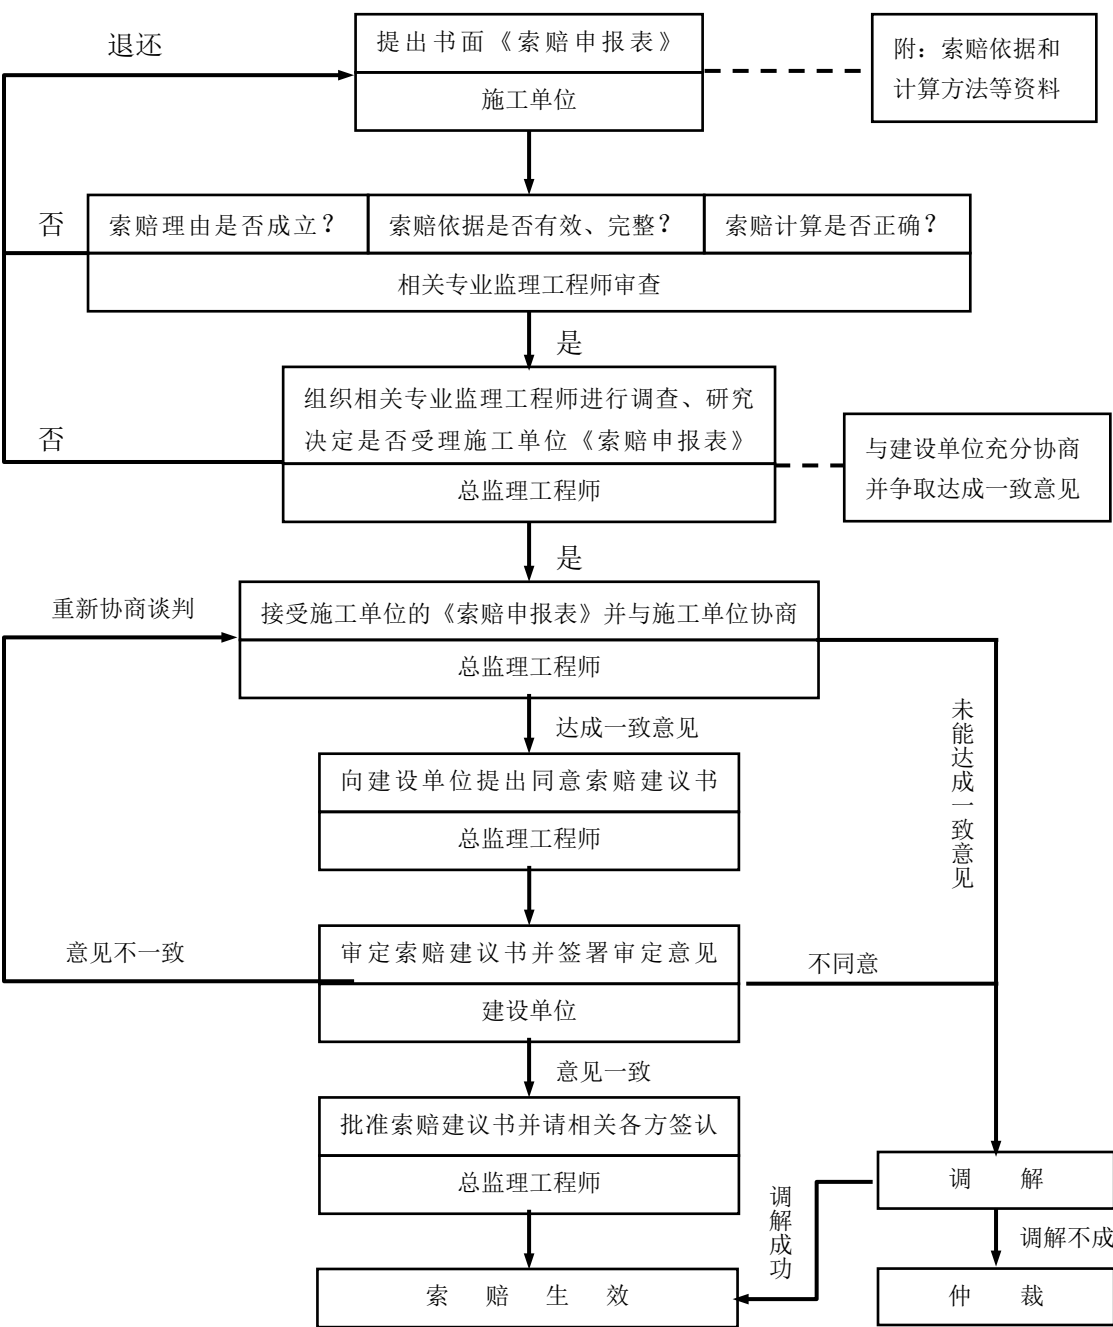 退还
提出书面《索赔申报表》
施工单位
附：索赔依据和
计算方法等资料
否
索赔理由是否成立？
索赔依据是否有效、完整？
索赔计算是否正确？
相关专业监理工程师审查
是
组织相关专业监理工程师进行调查、研究
决定是否受理施工单位《索赔申报表》
总监理工程师
否
与建设单位充分协商
并争取达成一致意见
是
重新协商谈判
接受施工单位的《索赔申报表》并与施工单位协商
总监理工程师
达成一致意见
未能达成一致意见
向建设单位提出同意索赔建议书
总监理工程师
意见不一致
审定索赔建议书并签署审定意见
建设单位
不同意
意见一致
批准索赔建议书并请相关各方签认
总监理工程师
调解
调解成功
调解不成
索赔生效
仲裁